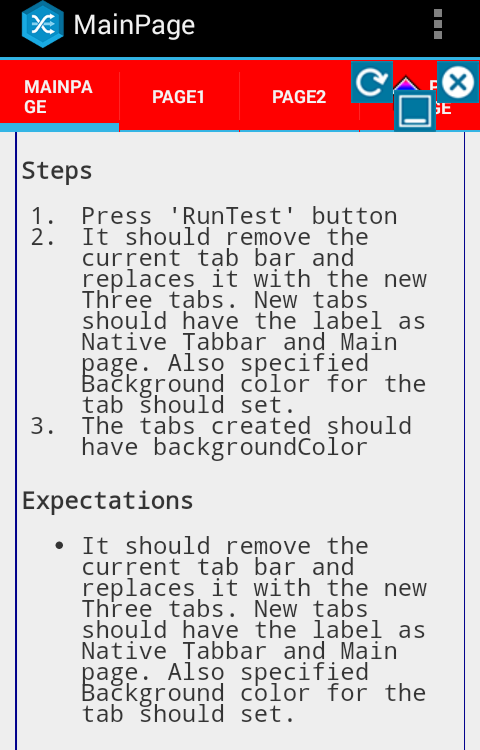 MainPage
MAINPA
GE
PAGE1
PAGE2
GE
Steps
1. Press 'RunTest' button
2. It should remove the
current tab bar and
replaces it with the new
Three tabs. New tabs
should have the label as
Native Tabbar and Main
page. Also specified
Background color for the
tab should set.
3. The tabs created should
have backgroundColor
Expectations
• It should remove the
current tab bar and
replaces it with the new
Three tabs. New tabs
should have the label as
Native Tabbar and Main
page. Also specified
Background color for the
tab should set.